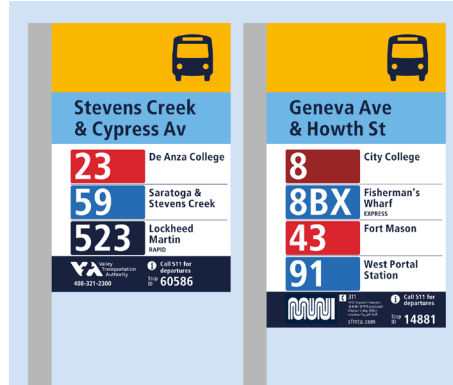 Stevens Creek
& Cypress Av
23 De Anza College
59 Saratoga &
Stevens Creek
523 Lockheed
Martin
RAPID
VTA Valley
Transportation
Authority
408-321-2300
i Call 511 for
departures
Stop
ID 60586
Geneva Ave
& Howth St
8 City College
8BX Fisherman's
Wharf
EXPRESS
43 Fort Mason
91 West Portal
Station
muni
311
sfmta.com
i Call 511 for
departures
Stop
ID 14881